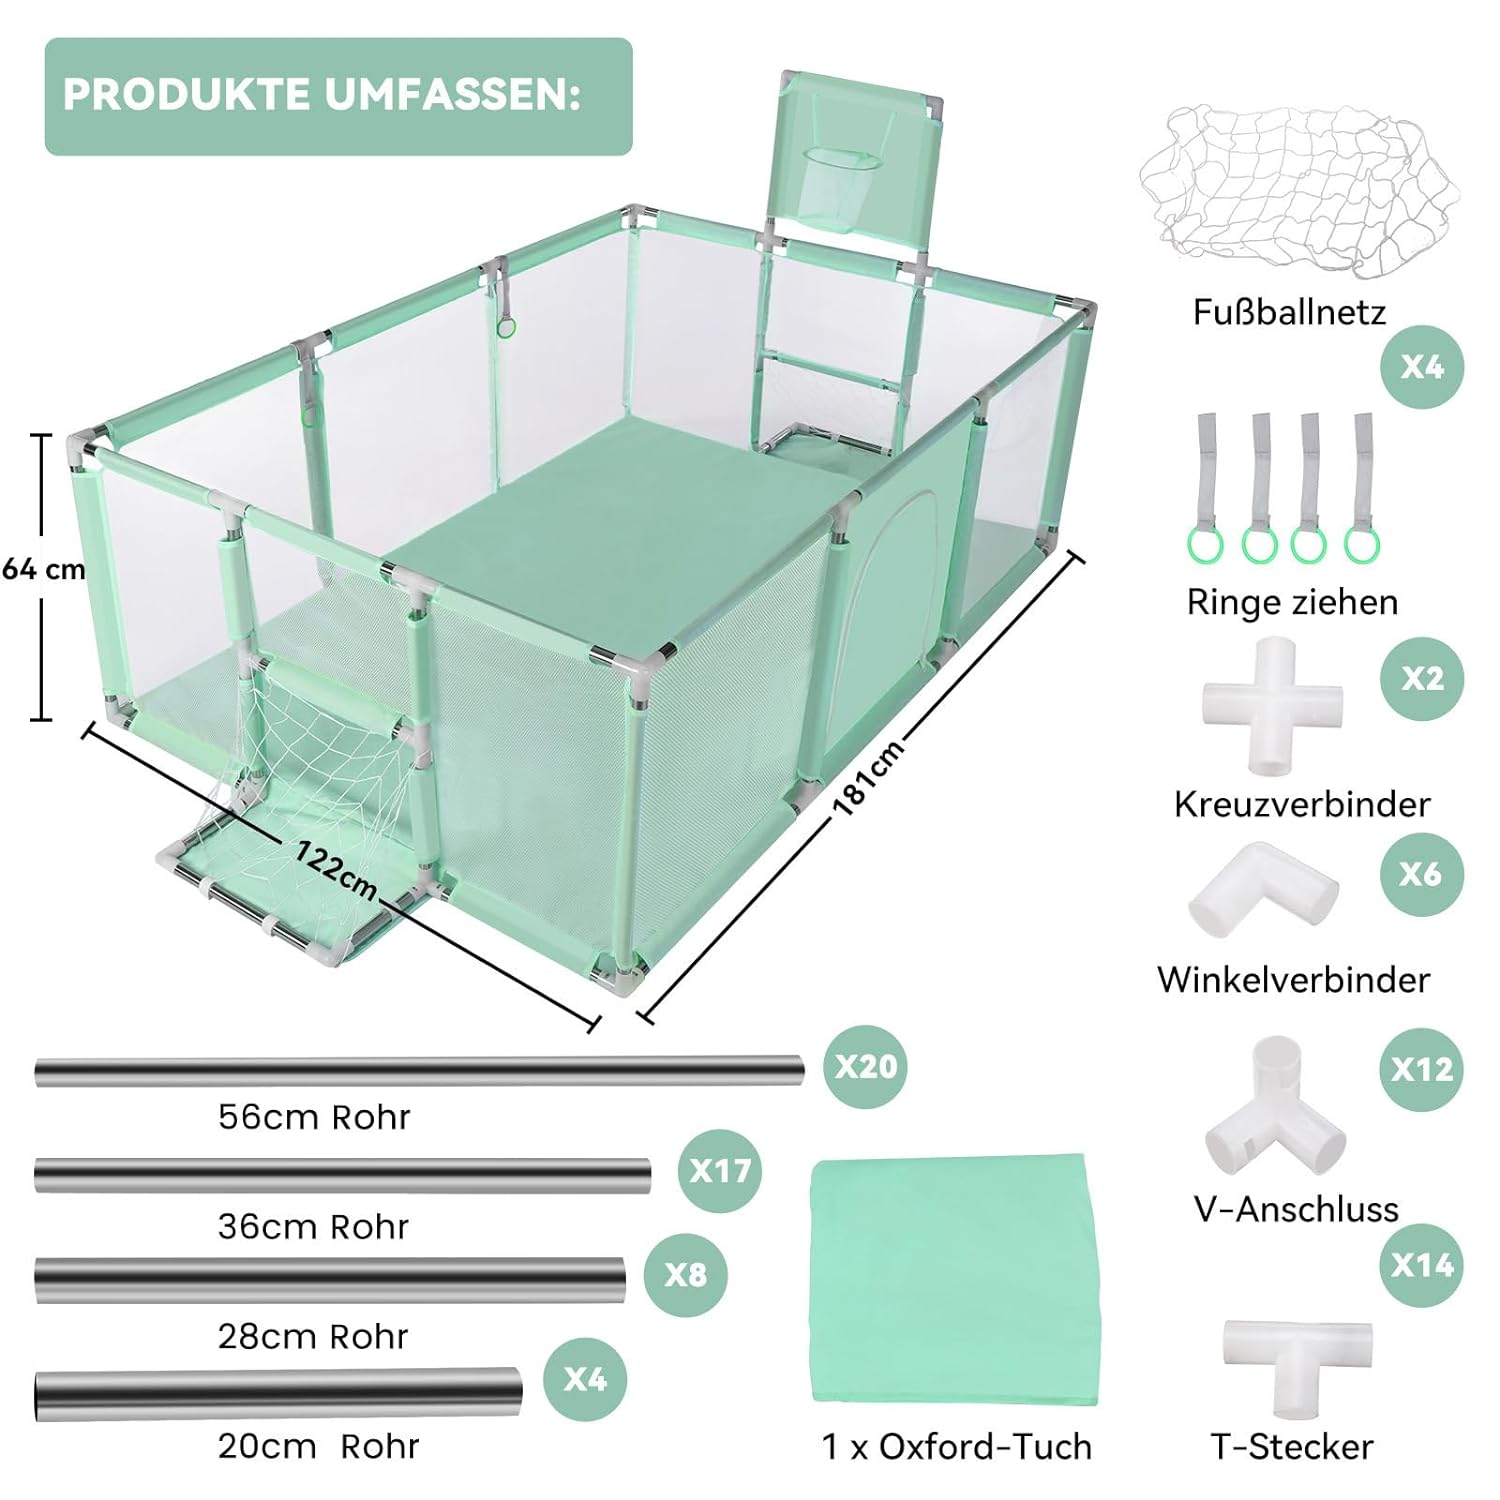 PRODUKTE UMFASSEN:
Fußballnetz
X4
Ringe ziehen
X2
Kreuzverbinder
X6
Winkelverbinder
X12
V-Anschluss
X14
T-Stecker
64 cm
122cm
181cm
X20
56cm Rohr
X17
36cm Rohr
X8
28cm Rohr
X4
20cm Rohr
1 x Oxford-Tuch